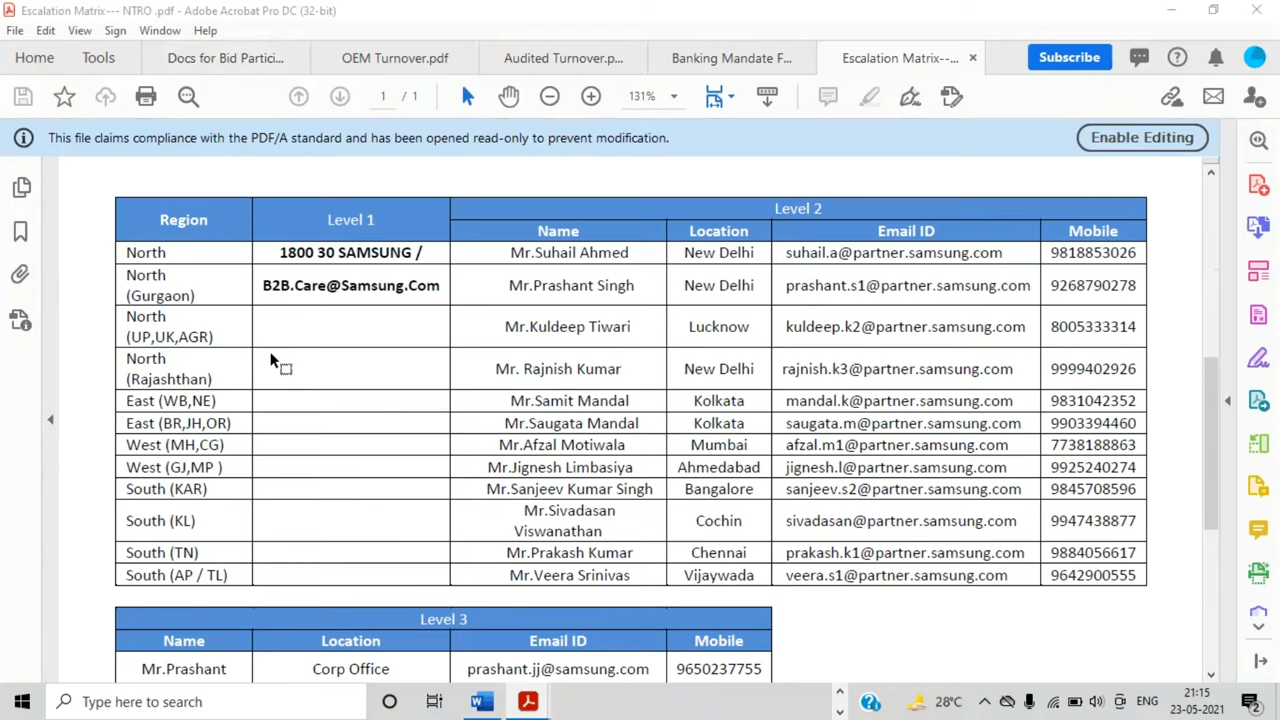 Escalation Matrix--- NTRO .pdf - Adobe Acrobat Pro DC (32-bit)
File Edit View Sign Window Help
Home Tools Docs for Bid Partici... OEM Turnover.pdf Audited Turnover.p... Banking Mandate F... Escalation Matrix--... × Subscribe
1 / 1 131%
This file claims compliance with the PDF/A standard and has been opened read-only to prevent modification. Enable Editing
Region Level 1 Level 2
Name Location Email ID Mobile
North 1800 30 SAMSUNG / Mr.Suhail Ahmed New Delhi suhail.a@partner.samsung.com 9818853026
North
(Gurgaon) B2B.Care@Samsung.Com Mr.Prashant Singh New Delhi prashant.s1@partner.samsung.com 9268790278
North
(UP,UK,AGR) Mr.Kuldeep Tiwari Lucknow kuldeep.k2@partner.samsung.com 8005333314
North
(Rajashthan) Mr. Rajnish Kumar New Delhi rajnish.k3@partner.samsung.com 9999402926
East (WB,NE) Mr.Samit Mandal Kolkata mandal.k@partner.samsung.com 9831042352
East (BR,JH,OR) Mr.Saugata Mandal Kolkata saugata.m@partner.samsung.com 9903394460
West (MH,CG) Mr.Afzal Motiwala Mumbai afzal.m1@partner.samsung.com 7738188863
West (GJ,MP ) Mr.Jignesh Limbasiya Ahmedabad jignesh.l@partner.samsung.com 9925240274
South (KAR) Mr.Sanjeev Kumar Singh Bangalore sanjeev.s2@partner.samsung.com 9845708596
South (KL) Mr.Sivadasan
Viswanathan Cochin sivadasan@partner.samsung.com 9947438877
South (TN) Mr.Prakash Kumar Chennai prakash.k1@partner.samsung.com 9884056617
South (AP / TL) Mr.Veera Srinivas Vijaywada veera.s1@partner.samsung.com 9642900555
Level 3
Name Location Email ID Mobile
Mr.Prashant Corp Office prashant.jj@samsung.com 9650237755
Type here to search 28°C ENG 21:15
23-05-2021 2